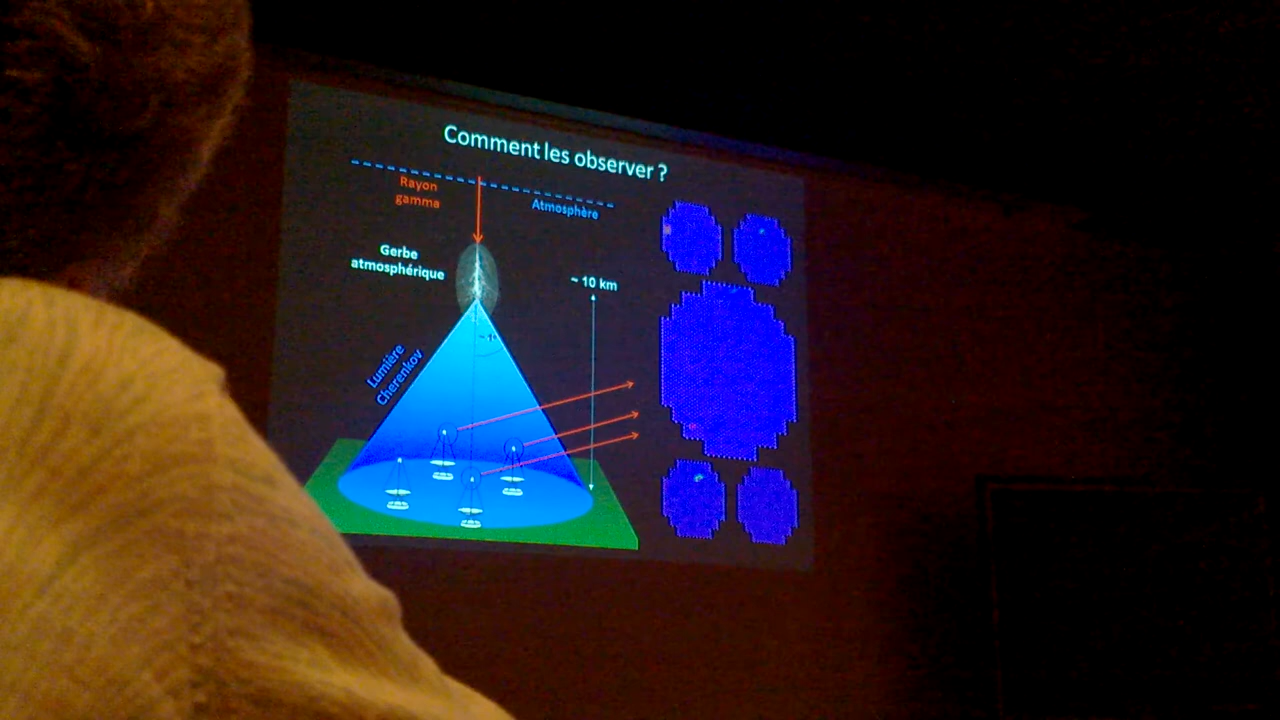 Comment les observer ?
Rayon
gamma
Atmosphère
Gerbe
atmosphérique
~ 10 km
Lumière
Cherenkov